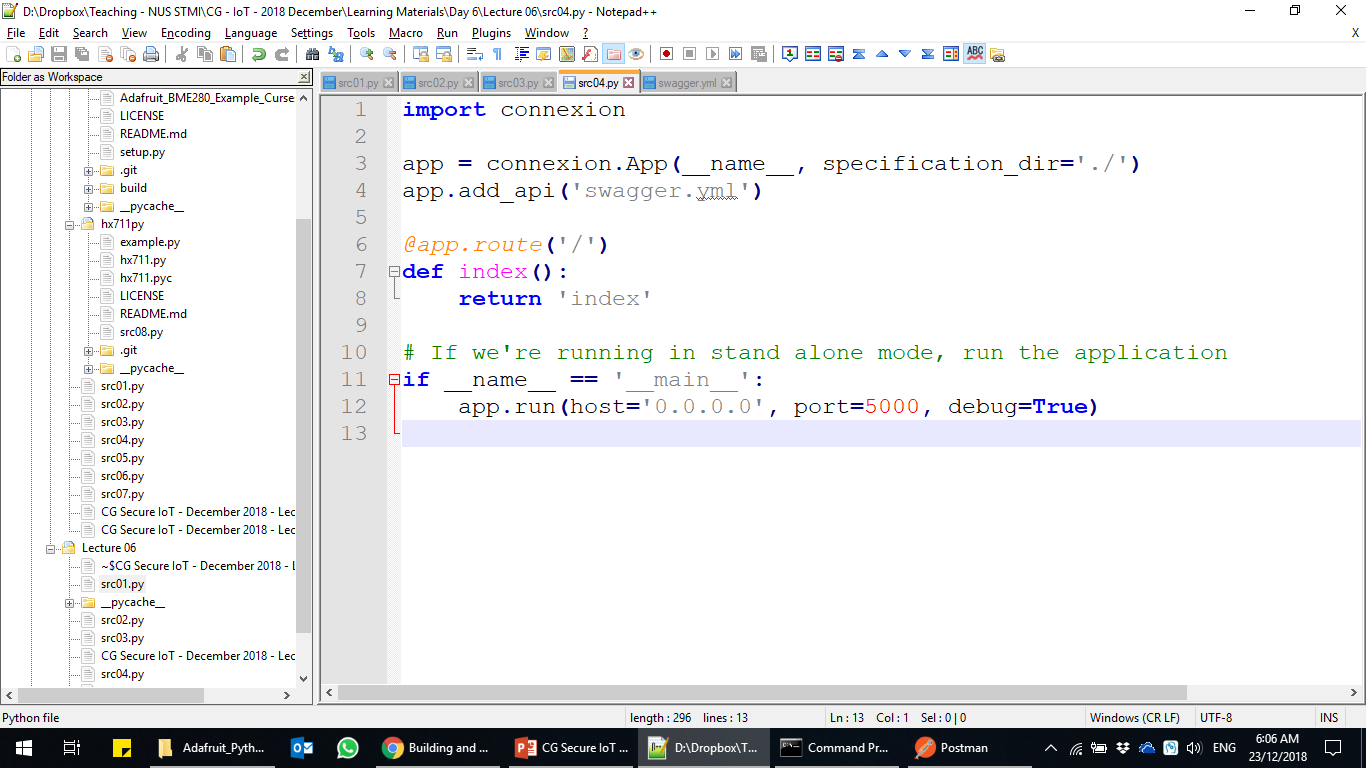 D:\Dropbox\Teaching - NUS STMI\CG - IoT - 2018 December\Learning Materials\Day 6\Lecture 06\src04.py - Notepad++
File Edit Search View Encoding Language Settings Tools Macro Run Plugins Window ? X
Folder as Workspace
Adafruit_BME280_Example_Curse
LICENSE
README.md
setup.py
.git
build
__pycache__
hx711py
example.py
hx711.py
hx711.pyc
LICENSE
README.md
src08.py
.git
__pycache__
src01.py
src02.py
src03.py
src04.py
src05.py
src06.py
src07.py
CG Secure IoT - December 2018 - Lec
CG Secure IoT - December 2018 - Lec
Lecture 06
~$CG Secure IoT - December 2018 - L
src01.py
__pycache__
src02.py
src03.py
CG Secure IoT - December 2018 - Lec
src04.py
src01.py src02.py src03.py src04.py swagger.yml
1 import connexion
2
3 app = connexion.App(__name__, specification_dir='./')
4 app.add_api('swagger.yml')
5
6 @app.route('/')
7 def index():
8     return 'index'
9
10 # If we're running in stand alone mode, run the application
11 if __name__ == '__main__':
12     app.run(host='0.0.0.0', port=5000, debug=True)
13
Python file length : 296 lines : 13 Ln : 13 Col : 1 Sel : 0 | 0 Windows (CR LF) UTF-8 INS
Adafruit_Pyth... Building and ... CG Secure IoT ... D:\Dropbox\T... Command Pr... Postman ENG 6:06 AM
23/12/2018